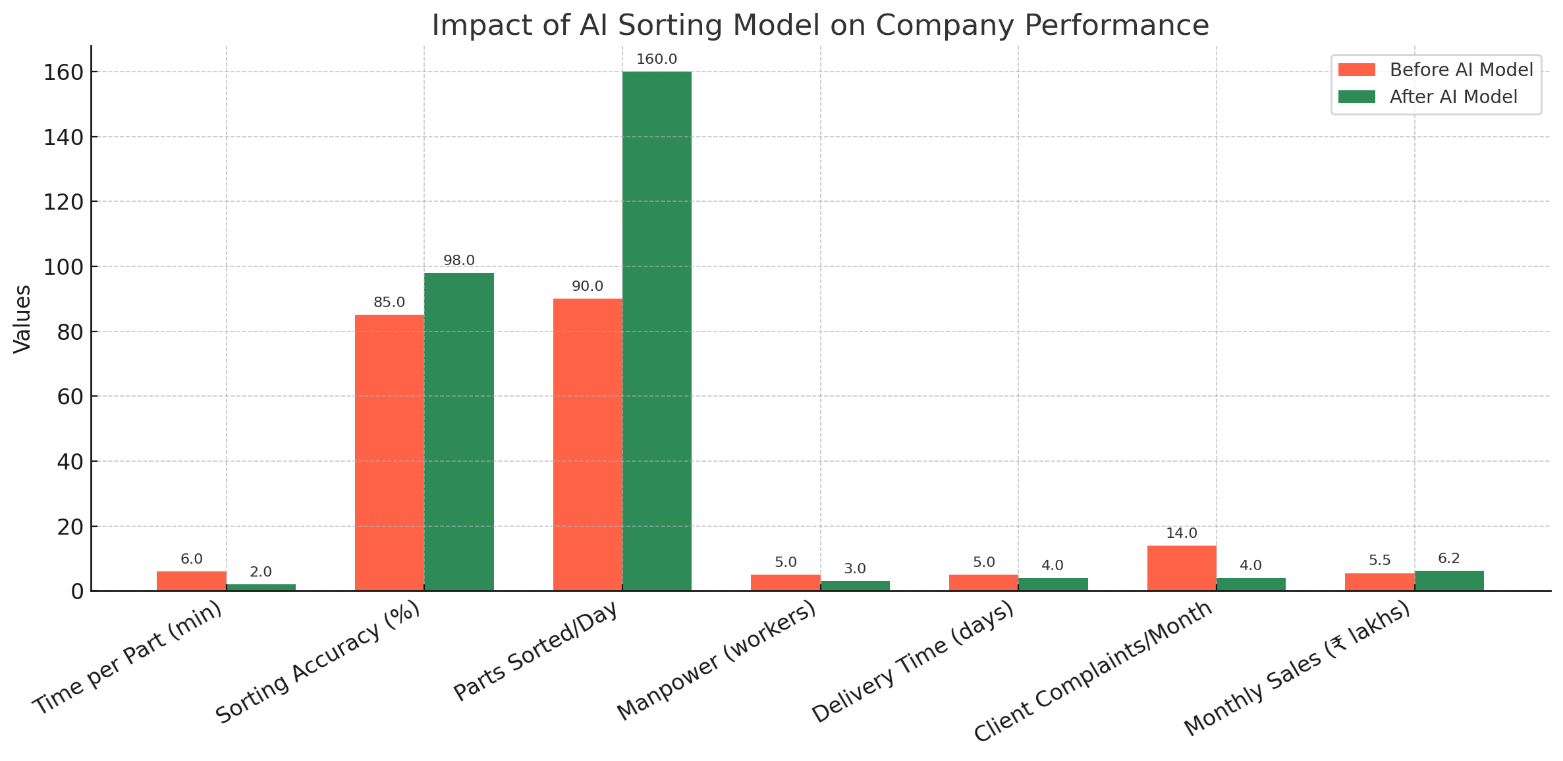 Impact of AI Sorting Model on Company Performance
Before AI Model
After AI Model
Values
160
140
120
100
80
60
40
20
0
6.0
2.0
85.0
98.0
90.0
160.0
5.0
3.0
5.0
4.0
14.0
4.0
5.5
6.2
Time per Part (min)
Sorting Accuracy (%)
Parts Sorted/Day
Manpower (workers)
Delivery Time (days)
Client Complaints/Month
Monthly Sales (₹ lakhs)